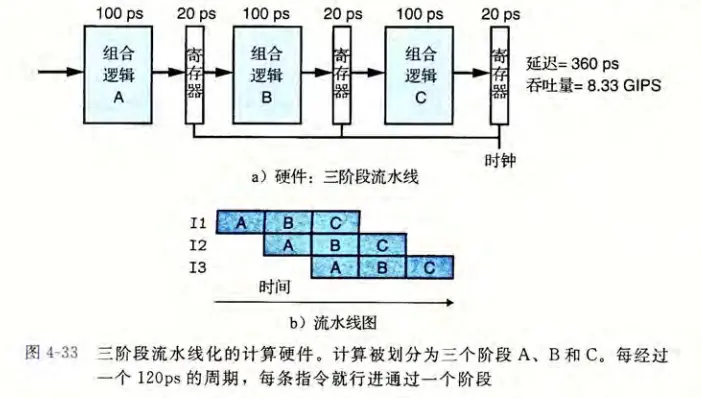 100 ps 20 ps 100 ps 20 ps 100 ps 20 ps
组合
逻辑
A
寄存器
组合
逻辑
B
寄存器
组合
逻辑
C
寄存器
延迟= 360 ps
吞吐量= 8.33 GIPS
时钟
a）硬件：三阶段流水线
I1 A B C
I2 A B C
I3 A B C
时间
b）流水线图
图 4-33 三阶段流水线化的计算硬件。计算被划分为三个阶段 A、B 和 C。每经过
一个 120ps 的周期，每条指令就行进通过一个阶段